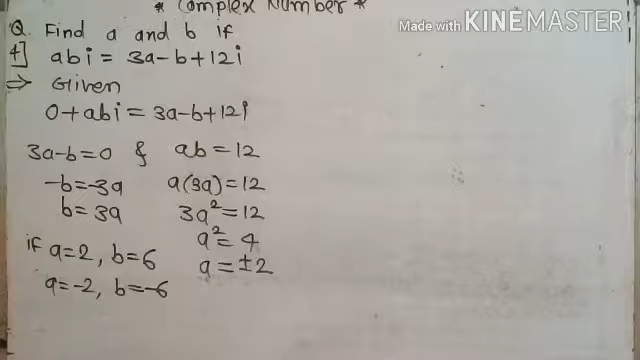 * Complex Number *
Made with KINEMASTER
Q. Find a and b if
4] abi = 3a-b+12i
⇒ Given
0+abi = 3a-b+12i
3a-b=0 & ab=12
-b=-3a a(3a)=12
b=3a 3a²=12
a²=4
if a=2, b=6 a=±2
a=-2, b=-6